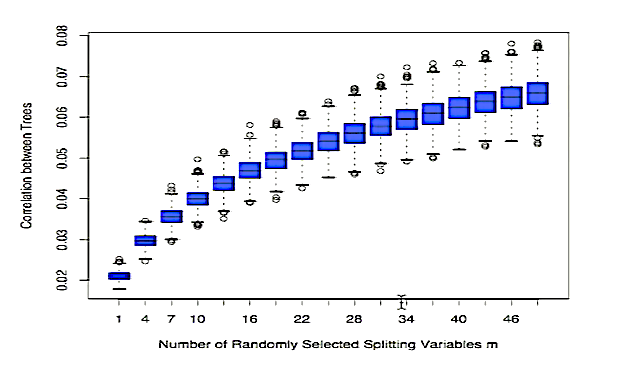 0.08
0.07
0.06
0.05
0.04
0.03
0.02
Correlation between Trees
1 4 7 10 16 22 28 34 40 46
Number of Randomly Selected Splitting Variables m